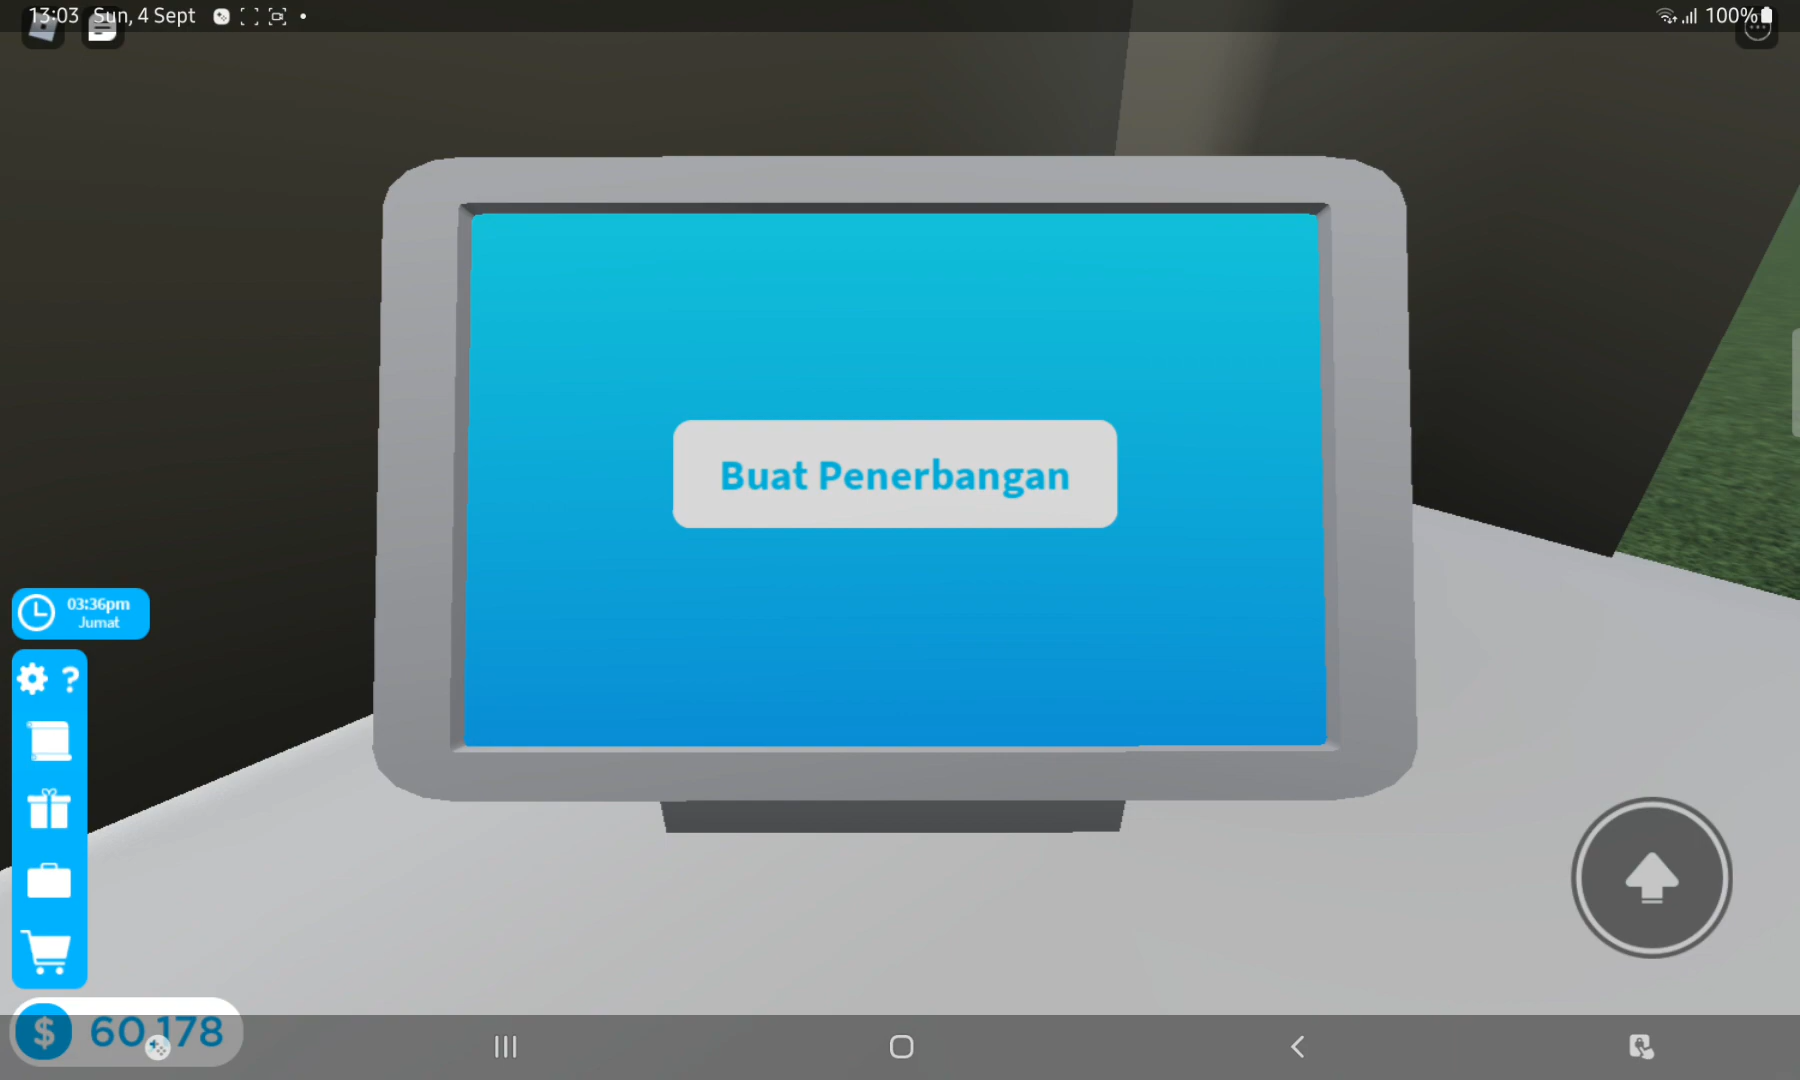 13:03 Sun, 4 Sept
100%
Buat Penerbangan
03:36pm
Jumat
?
$ 60,178